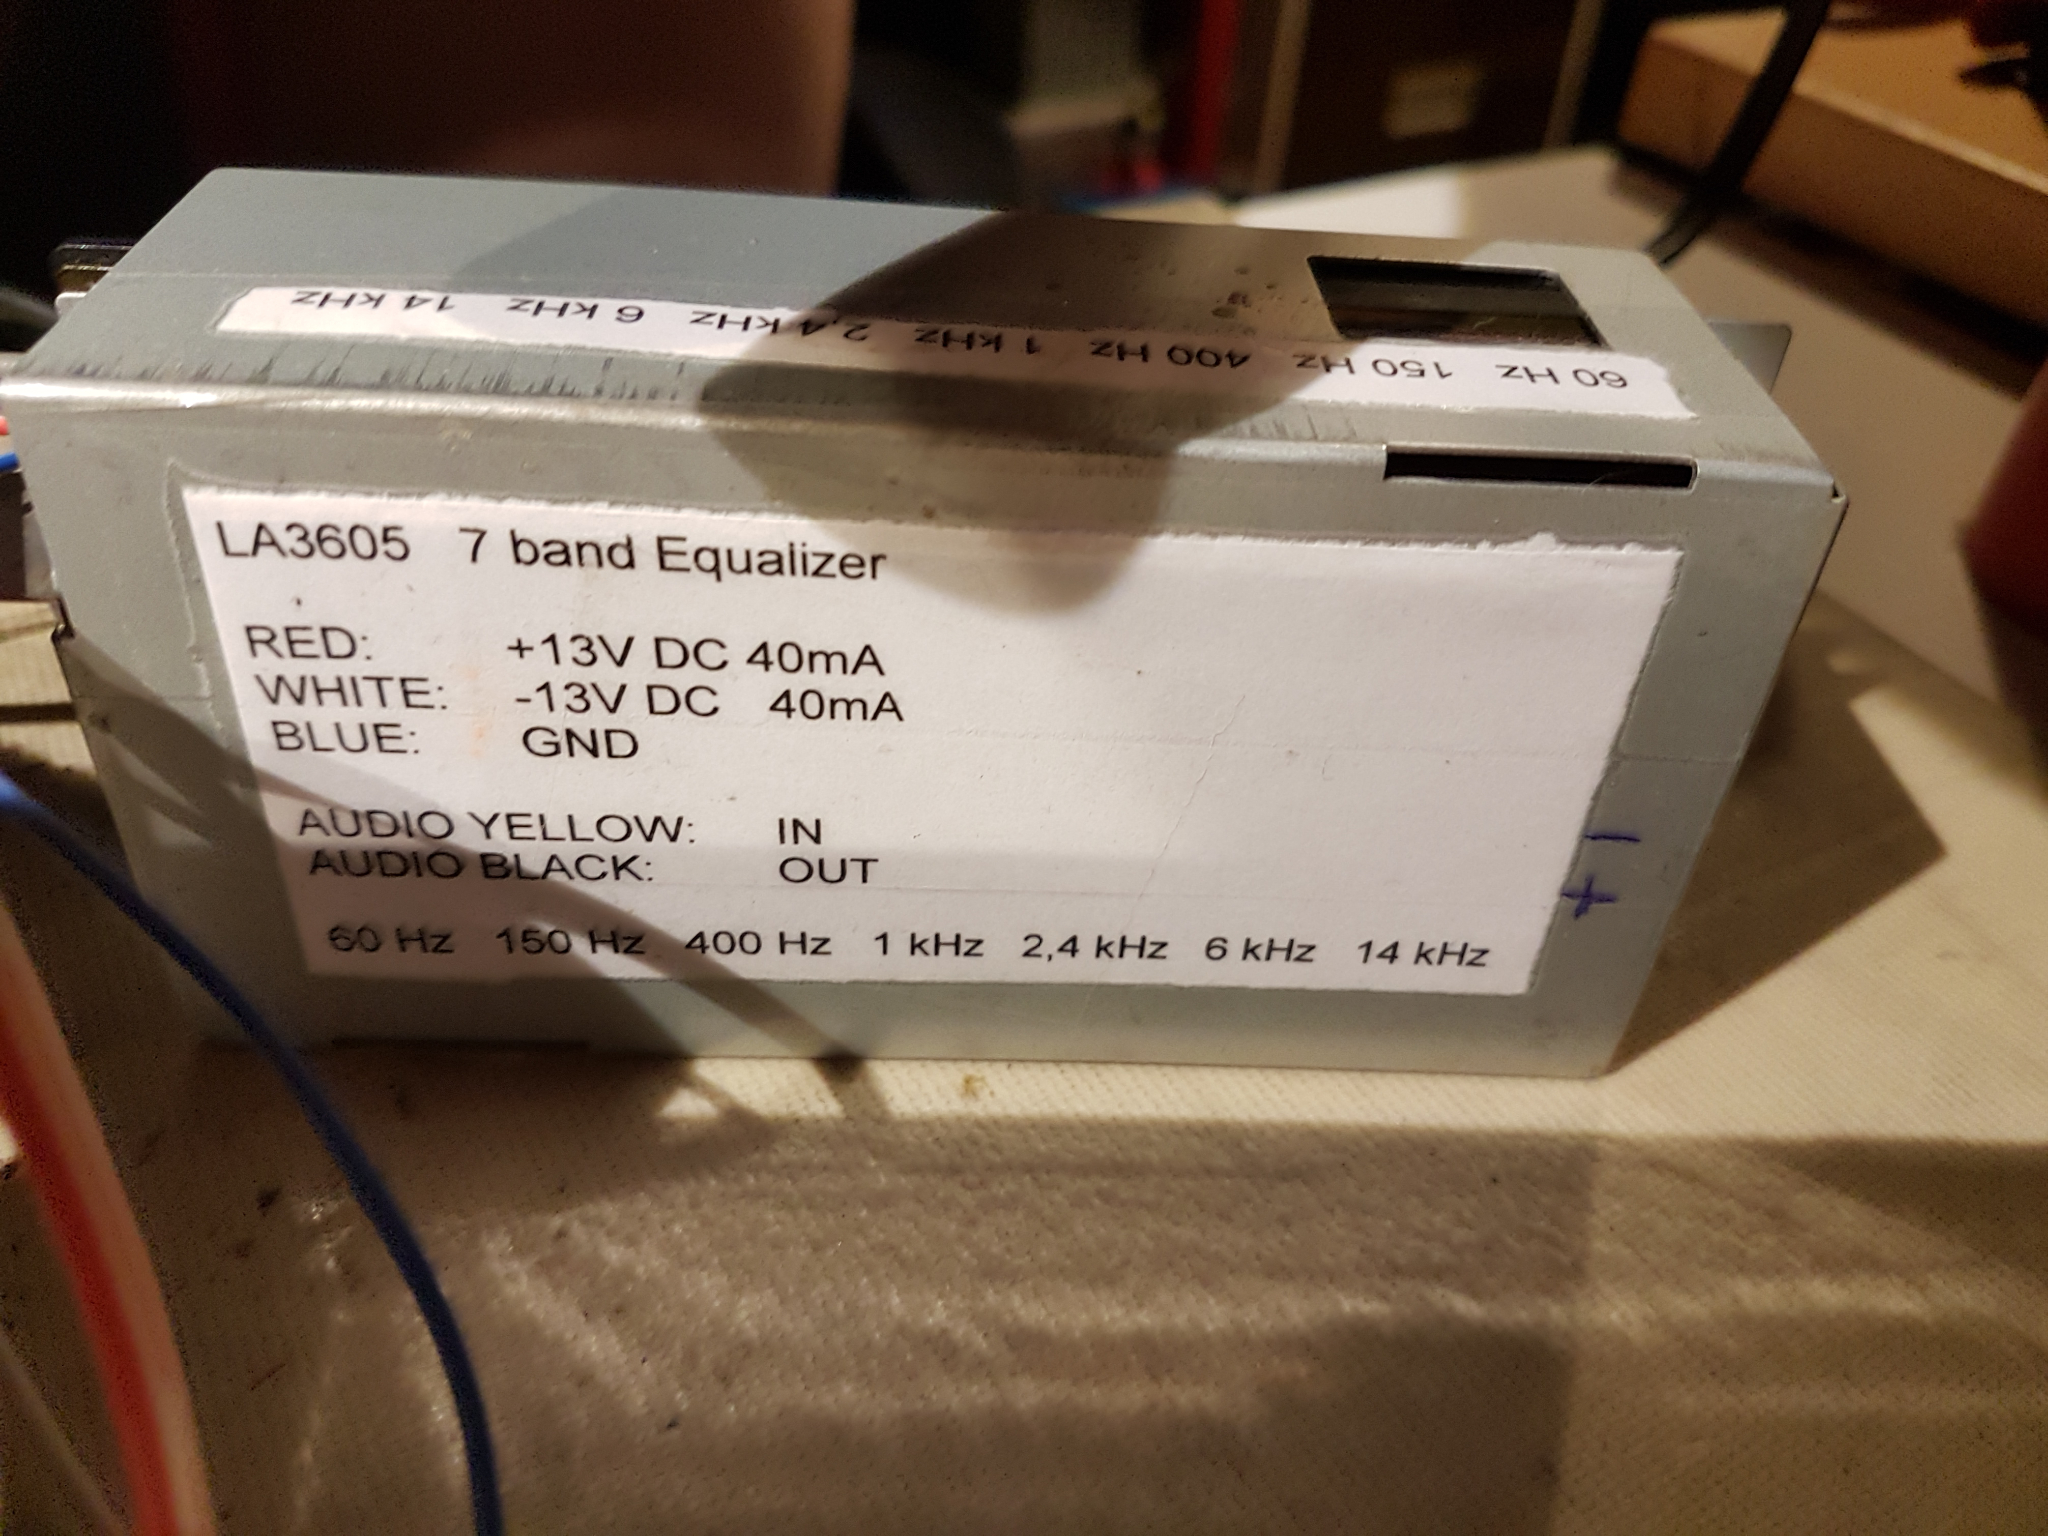 14 kHz 6 kHz 2,4 kHz 1 kHz 400 Hz 150 Hz 60 Hz
LA3605 7 band Equalizer
RED: +13V DC 40mA
WHITE: -13V DC 40mA
BLUE: GND
AUDIO YELLOW: IN
AUDIO BLACK: OUT
60 Hz 150 Hz 400 Hz 1 kHz 2,4 kHz 6 kHz 14 kHz
-
+